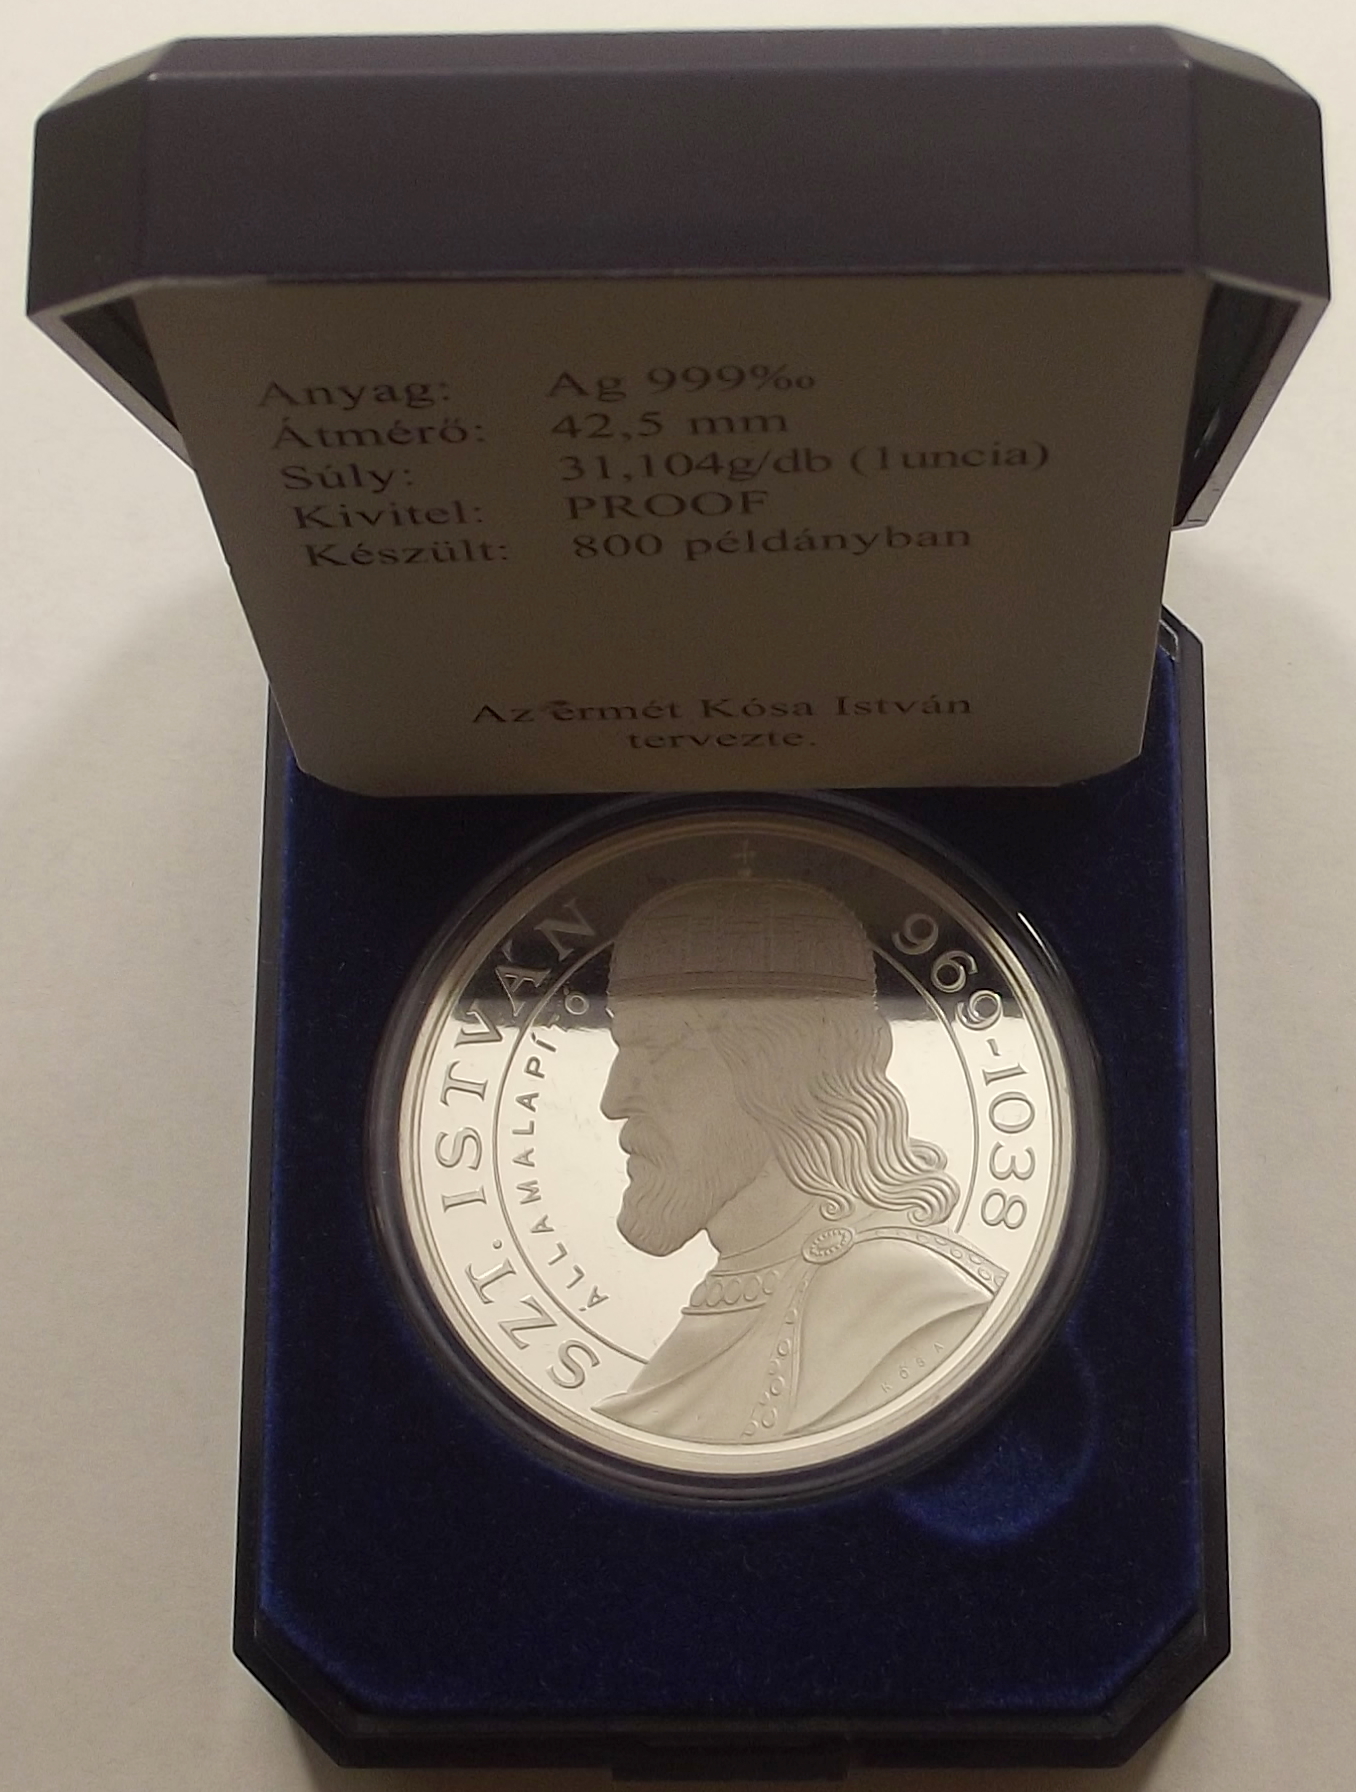 Anyag: Ag 999‰
Átmérő: 42,5 mm
Súly: 31,104g/db (1uncia)
Kivitel: PROOF
Készült: 800 példányban
Az érmét Kósa István
tervezte.
SZT. ISTVÁN 969-1038
ÁLLAMALAPÍTÓ
KÓSA